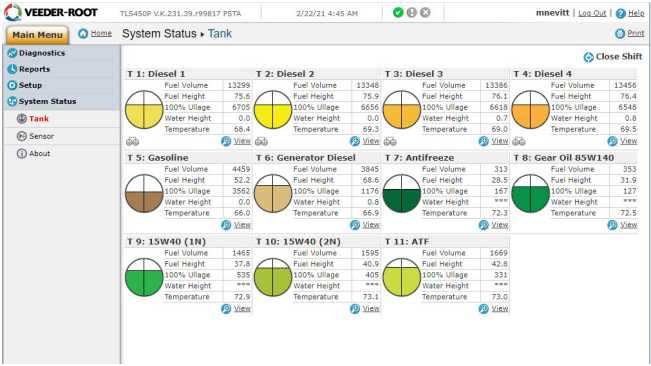 VEEDER-ROOT TLS450P V.K.231.39.r99817 PSTA 2/22/21 4:45 AM mnevitt | Log Out | Help
Main Menu Home System Status ▸ Tank Print
Diagnostics
Reports
Setup
System Status
Tank
Sensor
About
Close Shift
T 1: Diesel 1
Fuel Volume 13299
Fuel Height 75.6
100% Ullage 6705
Water Height 0.0
Temperature 68.4
View
T 2: Diesel 2
Fuel Volume 13348
Fuel Height 75.9
100% Ullage 6656
Water Height 0.0
Temperature 69.3
View
T 3: Diesel 3
Fuel Volume 13386
Fuel Height 76.1
100% Ullage 6618
Water Height 0.7
Temperature 69.0
View
T 4: Diesel 4
Fuel Volume 13456
Fuel Height 76.4
100% Ullage 6548
Water Height 0.8
Temperature 69.5
View
T 5: Gasoline
Fuel Volume 4459
Fuel Height 52.2
100% Ullage 3562
Water Height 0.0
Temperature 66.0
View
T 6: Generator Diesel
Fuel Volume 3845
Fuel Height 68.6
100% Ullage 1176
Water Height 0.8
Temperature 66.9
View
T 7: Antifreeze
Fuel Volume 313
Fuel Height 28.5
100% Ullage 167
Water Height ***
Temperature 72.3
View
T 8: Gear Oil 85W140
Fuel Volume 353
Fuel Height 31.9
100% Ullage 127
Water Height ***
Temperature 72.5
View
T 9: 15W40 (1N)
Fuel Volume 1465
Fuel Height 37.8
100% Ullage 535
Water Height ***
Temperature 72.9
View
T 10: 15W40 (2N)
Fuel Volume 1595
Fuel Height 40.9
100% Ullage 405
Water Height ***
Temperature 73.1
View
T 11: ATF
Fuel Volume 1669
Fuel Height 42.8
100% Ullage 331
Water Height ***
Temperature 73.0
View